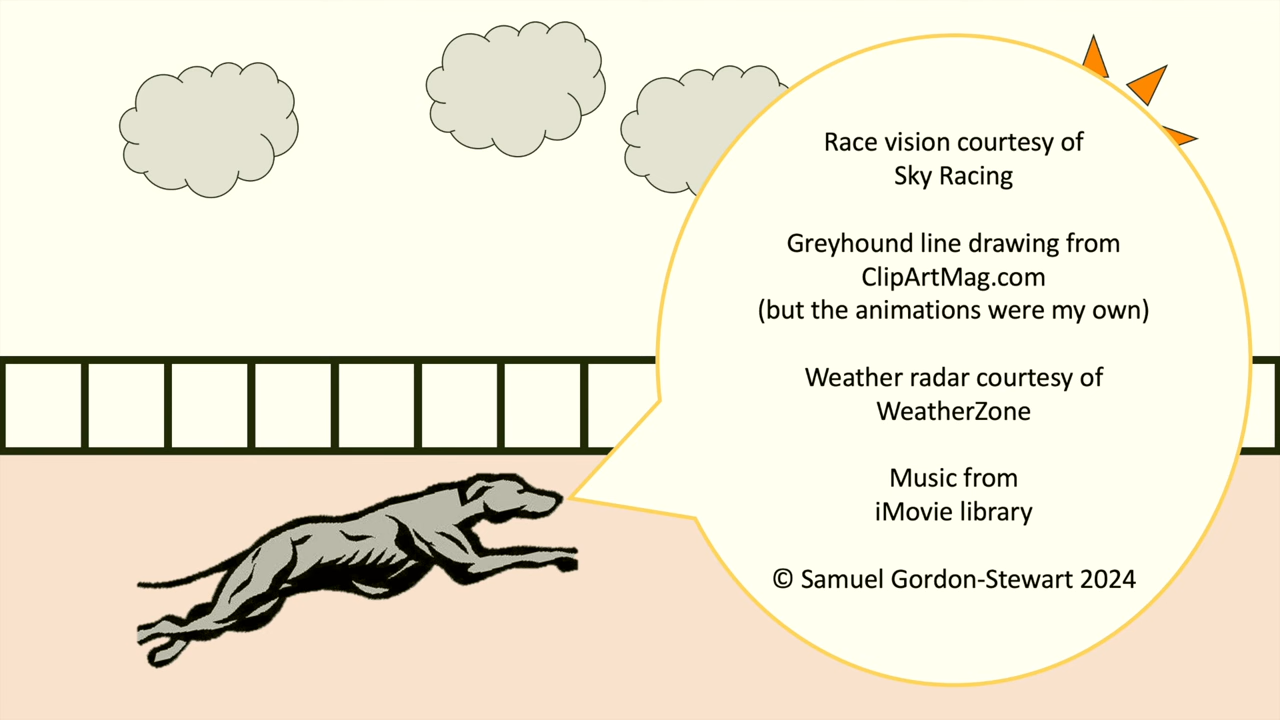 Race vision courtesy of
Sky Racing
Greyhound line drawing from
ClipArtMag.com
(but the animations were my own)
Weather radar courtesy of
WeatherZone
Music from
iMovie library
© Samuel Gordon-Stewart 2024